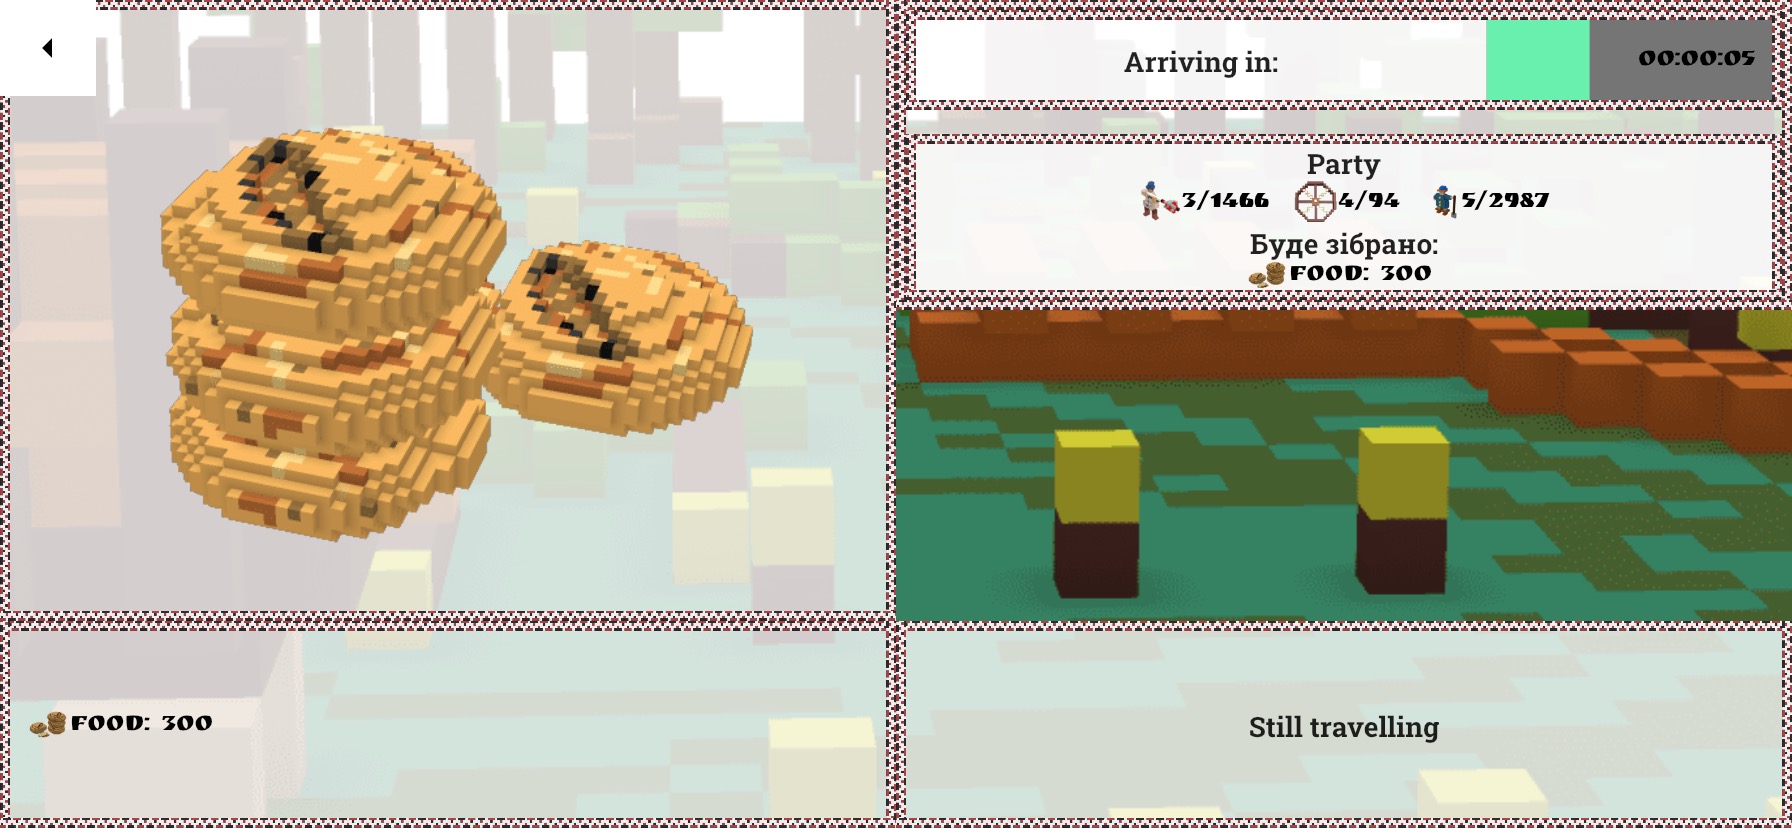 Arriving in:
00:00:05
Party
3/1466 4/94 5/2987
Буде зібрано:
FOOD: 300
FOOD: 300
Still travelling